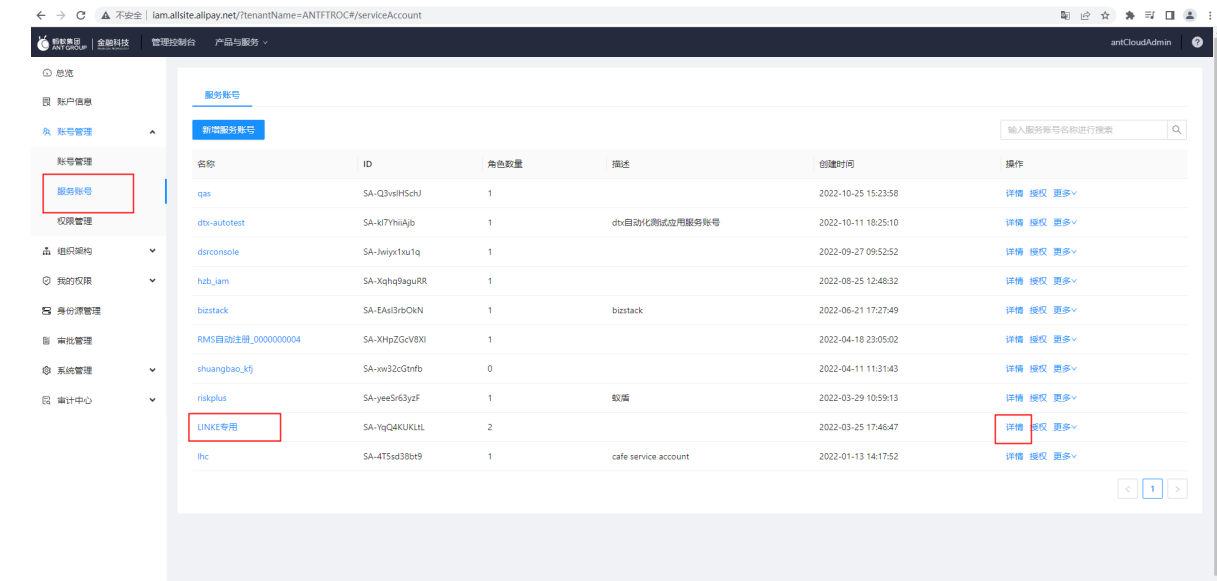 不安全 iam.allsite.alipay.net/?tenantName=ANTFTROC#/serviceAccount
蚂蚁集团 ANT GROUP 金融科技 管理控制台 产品与服务 antCloudAdmin
总览
账户信息
账号管理
账号管理
服务账号
权限管理
组织架构
我的权限
身份源管理
审批管理
系统管理
审计中心
服务账号
新增服务账号 输入服务账号名称进行搜索
名称 ID 角色数量 描述 创建时间 操作
qas SA-Q3vslHSchJ 1 2022-10-25 15:23:58 详情 授权 更多
dtx-autotest SA-kl7YhiiAjb 1 dtx自动化测试应用服务账号 2022-10-11 18:25:10 详情 授权 更多
dsrconsole SA-Jwiyx1xu1q 1 2022-09-27 09:52:52 详情 授权 更多
hzb_iam SA-Xqhq9aguRR 1 2022-08-25 12:48:32 详情 授权 更多
bizstack SA-EAsl3rbOkN 1 bizstack 2022-06-21 17:27:49 详情 授权 更多
RMS自动注册_0000000004 SA-XHpZGcV8XI 1 2022-04-18 23:05:02 详情 授权 更多
shuangbao_kfj SA-xw32cGtnfb 0 2022-04-11 11:31:43 详情 授权 更多
riskplus SA-yeeSr63yzF 1 蚁盾 2022-03-29 10:59:13 详情 授权 更多
LINKE专用 SA-YqQ4KUKLtL 2 2022-03-25 17:46:47 详情 授权 更多
lhc SA-4T5sd38bt9 1 cafe service account 2022-01-13 14:17:52 详情 授权 更多
< 1 >